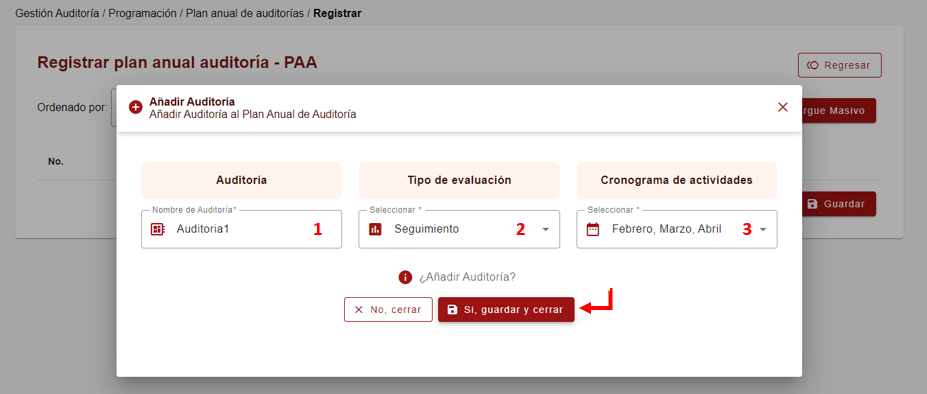 Gestión Auditoría / Programación / Plan anual de auditorías / Registrar
Registrar plan anual auditoría - PAA
Regresar
Ordenado por:
Añadir Auditoría
Añadir Auditoría al Plan Anual de Auditoría
rgue Masivo
No.
Auditoría
Tipo de evaluación
Cronograma de actividades
Nombre de Auditoría*
Seleccionar *
Seleccionar *
Auditoria1 1
Seguimiento 2
Febrero, Marzo, Abril 3
Guardar
¿Añadir Auditoría?
No, cerrar
Si, guardar y cerrar